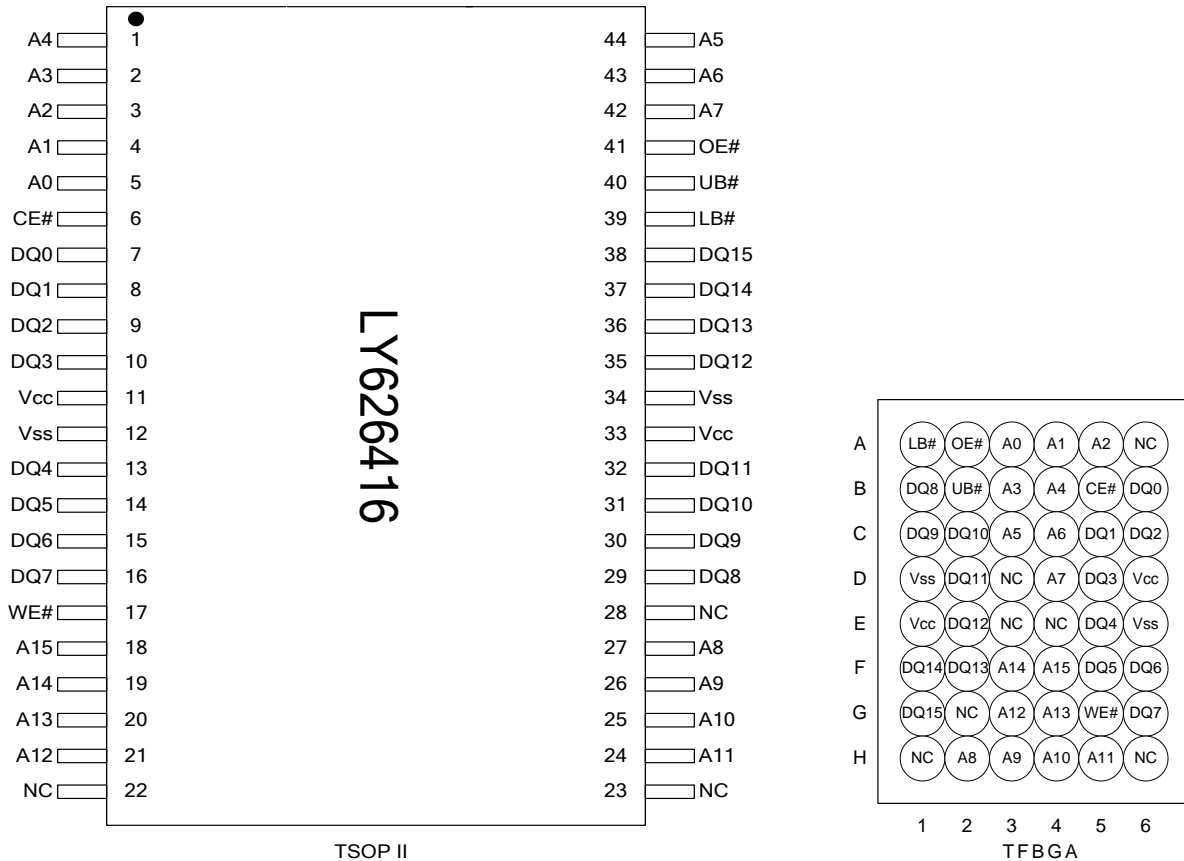 A4 1 44 A5
A3 2 43 A6
A2 3 42 A7
A1 4 41 OE#
A0 5 40 UB#
CE# 6 39 LB#
DQ0 7 38 DQ15
DQ1 8 37 DQ14
DQ2 9 36 DQ13
DQ3 10 35 DQ12
Vcc 11 34 Vss
Vss 12 33 Vcc
DQ4 13 32 DQ11
DQ5 14 31 DQ10
DQ6 15 30 DQ9
DQ7 16 29 DQ8
WE# 17 28 NC
A15 18 27 A8
A14 19 26 A9
A13 20 25 A10
A12 21 24 A11
NC 22 23 NC
LY626416
TSOP II
A LB# OE# A0 A1 A2 NC
B DQ8 UB# A3 A4 CE# DQ0
C DQ9 DQ10 A5 A6 DQ1 DQ2
D Vss DQ11 NC A7 DQ3 Vcc
E Vcc DQ12 NC NC DQ4 Vss
F DQ14 DQ13 A14 A15 DQ5 DQ6
G DQ15 NC A12 A13 WE# DQ7
H NC A8 A9 A10 A11 NC
1 2 3 4 5 6
TFBGA